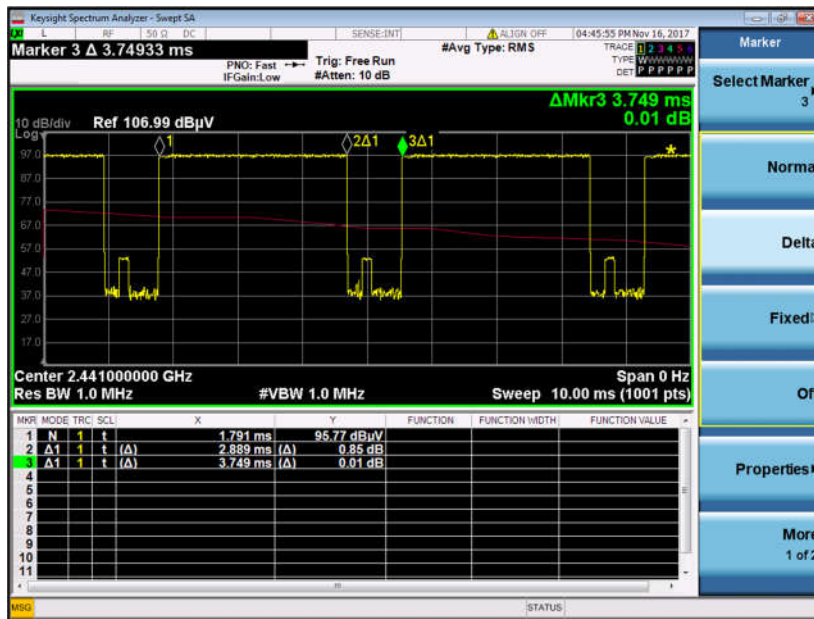 Keysight Spectrum Analyzer - Swept SA
L RF 50 Ω DC SENSE:INT ALIGN OFF 04:45:55 PM Nov 16, 2017
Marker 3 Δ 3.74933 ms
PNO: Fast
IFGain:Low
Trig: Free Run
#Atten: 10 dB
#Avg Type: RMS
TRACE 1 2 3 4 5 6
TYPE WWWWWW
DET P P P P P P
ΔMkr3 3.749 ms
0.01 dB
10 dB/div Ref 106.99 dBµV
Log
1 2Δ1 3Δ1
97.0
87.0
77.0
67.0
57.0
47.0
37.0
27.0
17.0
Center 2.441000000 GHz Span 0 Hz
Res BW 1.0 MHz #VBW 1.0 MHz Sweep 10.00 ms (1001 pts)
MKR MODE TRC SCL X Y FUNCTION FUNCTION WIDTH FUNCTION VALUE
1 N 1 t 1.791 ms 95.77 dBµV
2 Δ1 1 t (Δ) 2.889 ms (Δ) 0.85 dB
3 Δ1 1 t (Δ) 3.749 ms (Δ) 0.01 dB
4
5
6
7
8
9
10
11
MSG STATUS
Marker
Select Marker
3
Norma
Delta
Fixed
Of
Properties
More
1 of 2